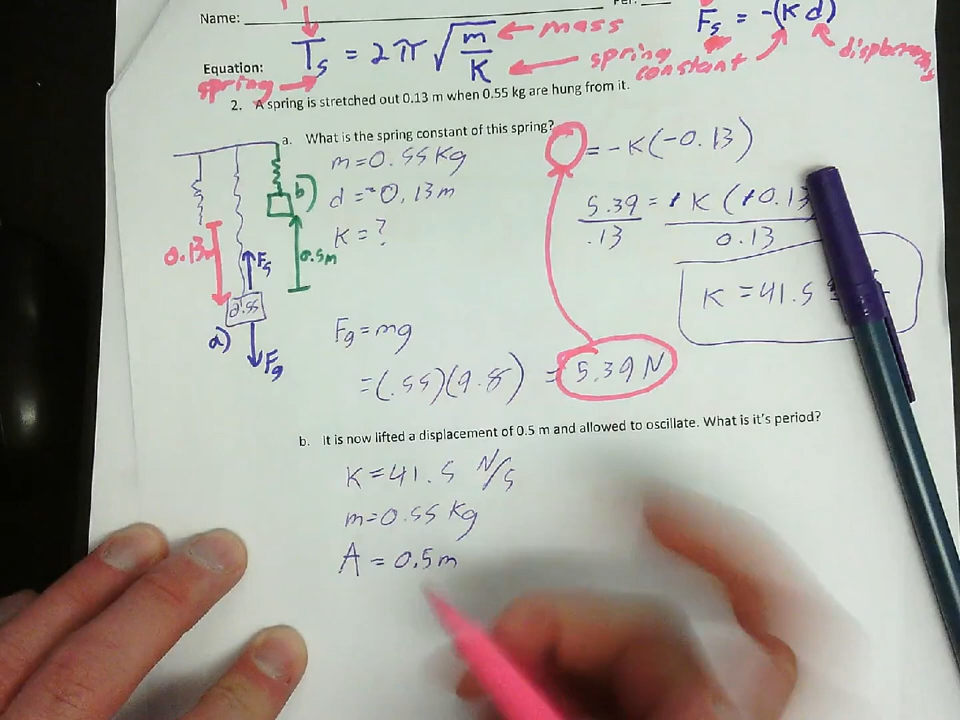 Name:
Fs = -(K d)
Ts = 2π √m/K
mass
spring constant
displacement
Equation:
spring
2. A spring is stretched out 0.13 m when 0.55 kg are hung from it.
a. What is the spring constant of this spring?
m=0.55 Kg
d = -0.13m
K = ?
= -K(-0.13)
5.39 = +K (+0.13
.13 0.13
K = 41.5
b)
0.13
Fs
0.5m
0.55
a)
Fg
Fg = mg
=(.55)(9.8) = 5.39 N
b. It is now lifted a displacement of 0.5 m and allowed to oscillate. What is it's period?
K=41.5 N/s
m=0.55 Kg
A = 0.5m